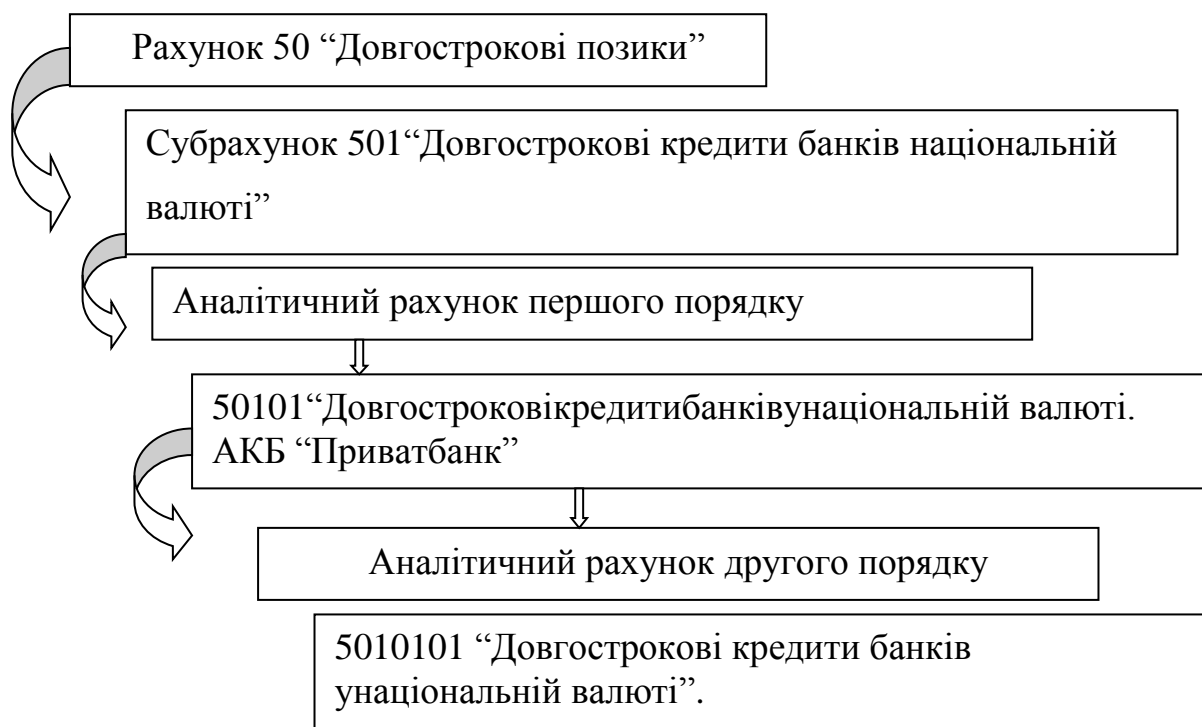 Рахунок 50 “Довгострокові позики”
Субрахунок 501“Довгострокові кредити банків національній
валюті”
Аналітичний рахунок першого порядку
50101“Довгостроковікредитибанківунаціональній валюті.
АКБ “Приватбанк”
Аналітичний рахунок другого порядку
5010101 “Довгострокові кредити банків
унаціональній валюті”.